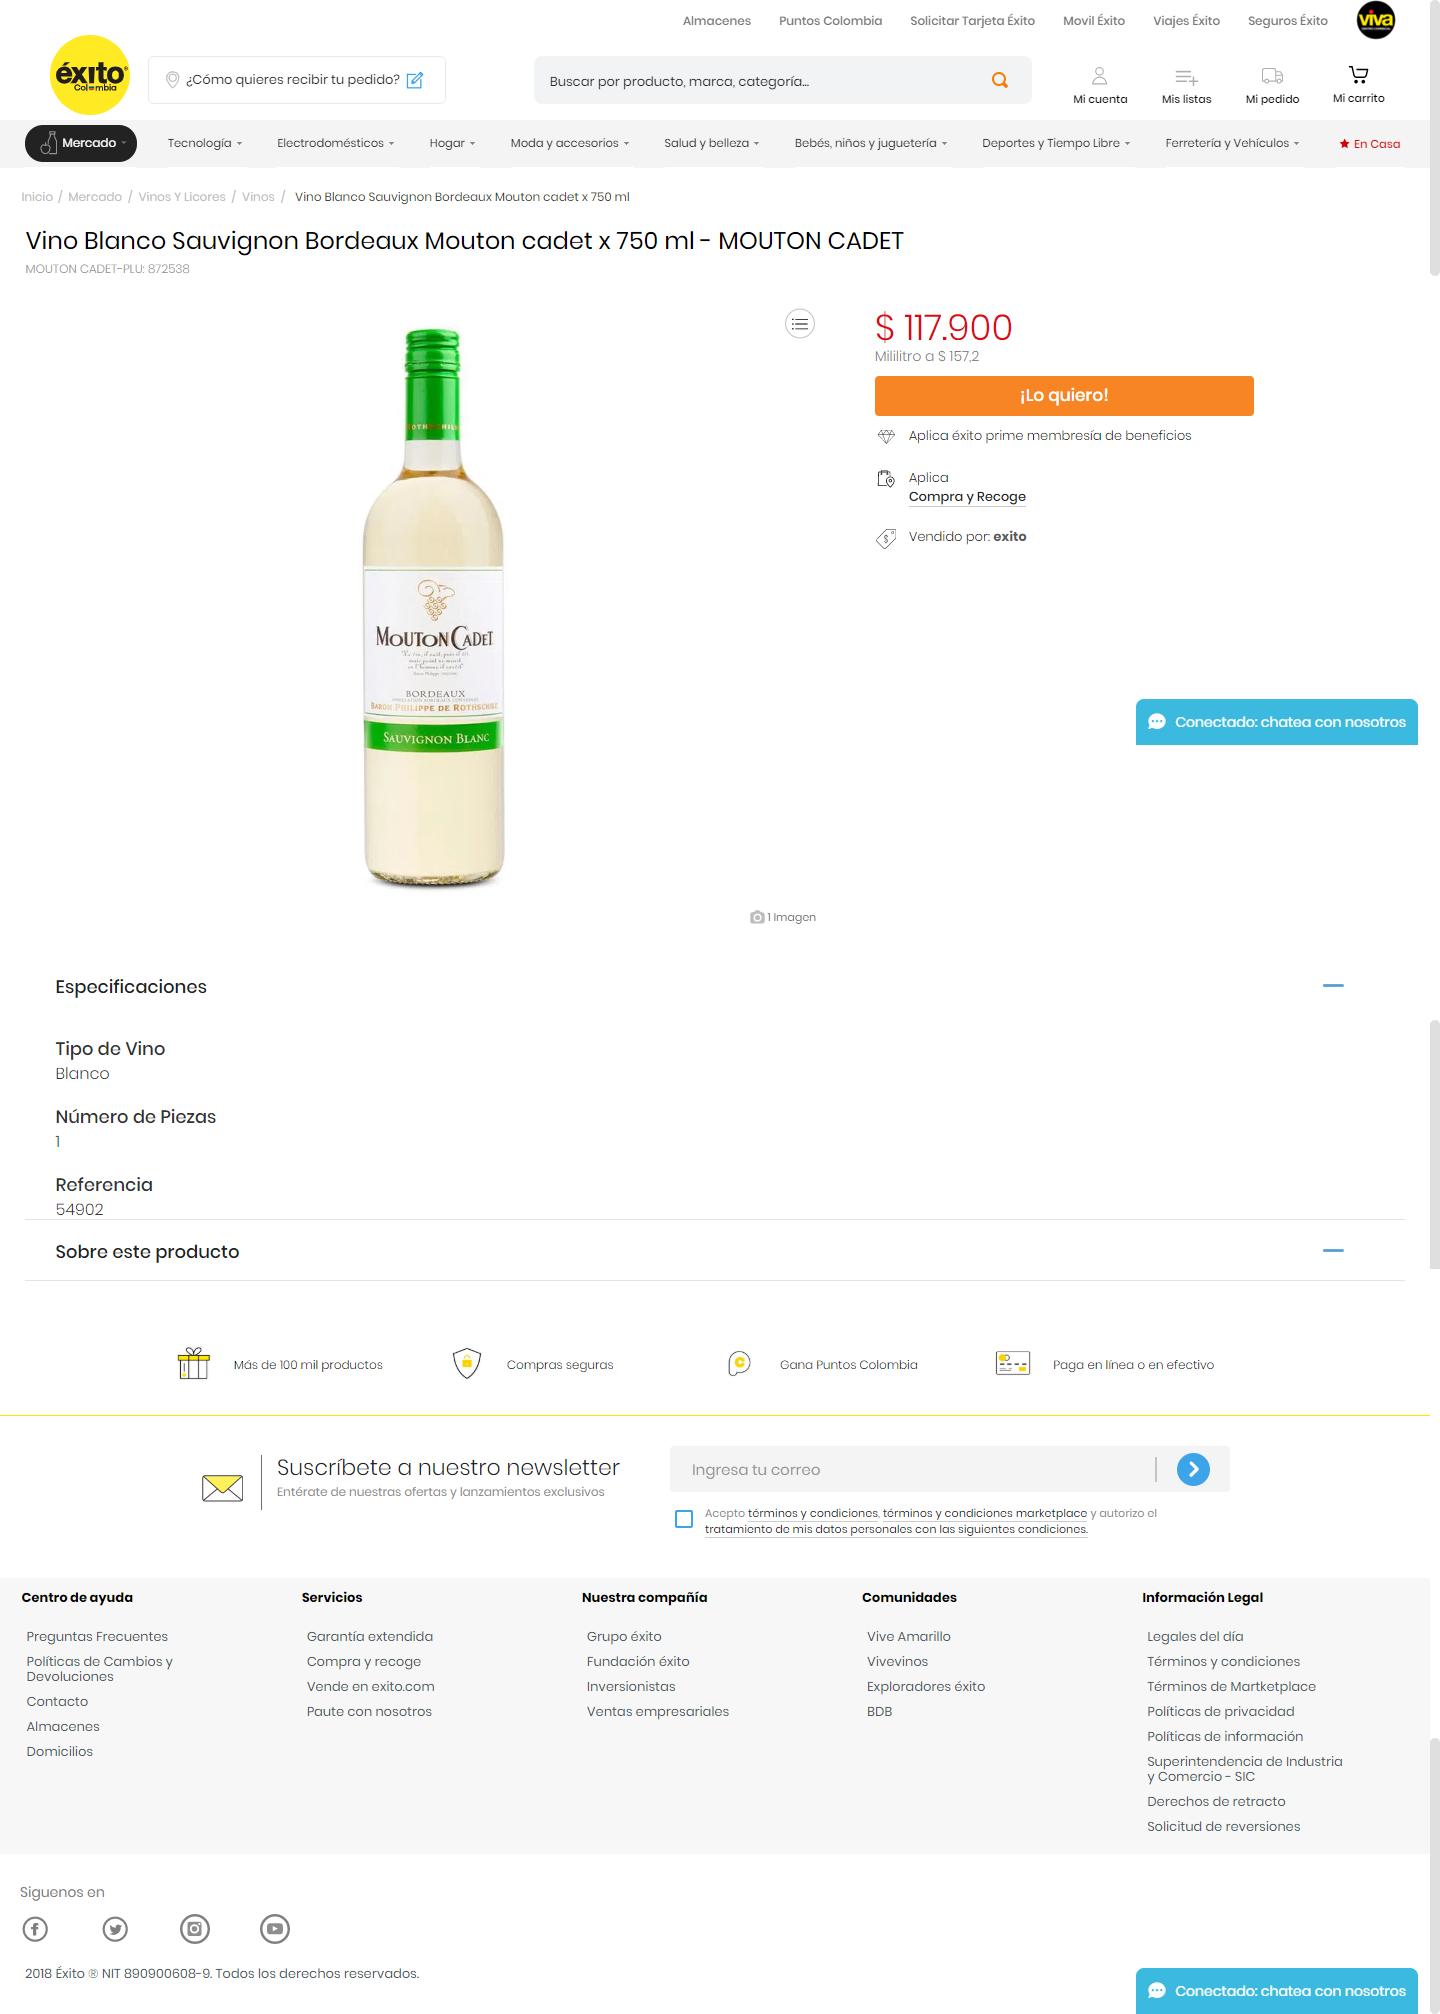 Almacenes
Puntos Colombia
Solicitar Tarjeta Éxito
Movil Éxito
Viajes Éxito
Seguros Éxito
viva
éxito
Colombia
¿Cómo quieres recibir tu pedido?
Buscar por producto, marca, categoría...
Mi cuenta
Mis listas
Mi pedido
Mi carrito
Mercado
Tecnología
Electrodomésticos
Hogar
Moda y accesorios
Salud y belleza
Bebés, niños y juguetería
Deportes y Tiempo Libre
Ferretería y Vehículos
En Casa
Inicio / Mercado / Vinos Y Licores / Vinos / Vino Blanco Sauvignon Bordeaux Mouton cadet x 750 ml
Vino Blanco Sauvignon Bordeaux Mouton cadet x 750 ml - MOUTON CADET
MOUTON CADET-PLU: 872538
MOUTON CADET
BORDEAUX
BARON PHILIPPE DE ROTHSCHILD
SAUVIGNON BLANC
1 Imagen
$ 117.900
Mililitro a $ 157,2
¡Lo quiero!
Aplica éxito prime membresía de beneficios
Aplica
Compra y Recoge
Vendido por: exito
Conectado: chatea con nosotros
Especificaciones
Tipo de Vino
Blanco
Número de Piezas
1
Referencia
54902
Sobre este producto
Más de 100 mil productos
Compras seguras
Gana Puntos Colombia
Paga en línea o en efectivo
Suscríbete a nuestro newsletter
Entérate de nuestras ofertas y lanzamientos exclusivos
Ingresa tu correo
Acepto términos y condiciones, términos y condiciones marketplace y autorizo el
tratamiento de mis datos personales con las siguientes condiciones.
Centro de ayuda
Preguntas Frecuentes
Políticas de Cambios y
Devoluciones
Contacto
Almacenes
Domicilios
Servicios
Garantía extendida
Compra y recoge
Vende en exito.com
Paute con nosotros
Nuestra compañía
Grupo éxito
Fundación éxito
Inversionistas
Ventas empresariales
Comunidades
Vive Amarillo
Vivevinos
Exploradores éxito
BDB
Información Legal
Legales del día
Términos y condiciones
Términos de Martketplace
Políticas de privacidad
Políticas de información
Superintendencia de Industria
y Comercio - SIC
Derechos de retracto
Solicitud de reversiones
Siguenos en
2018 Éxito ® NIT 890900608-9. Todos los derechos reservados.
Conectado: chatea con nosotros